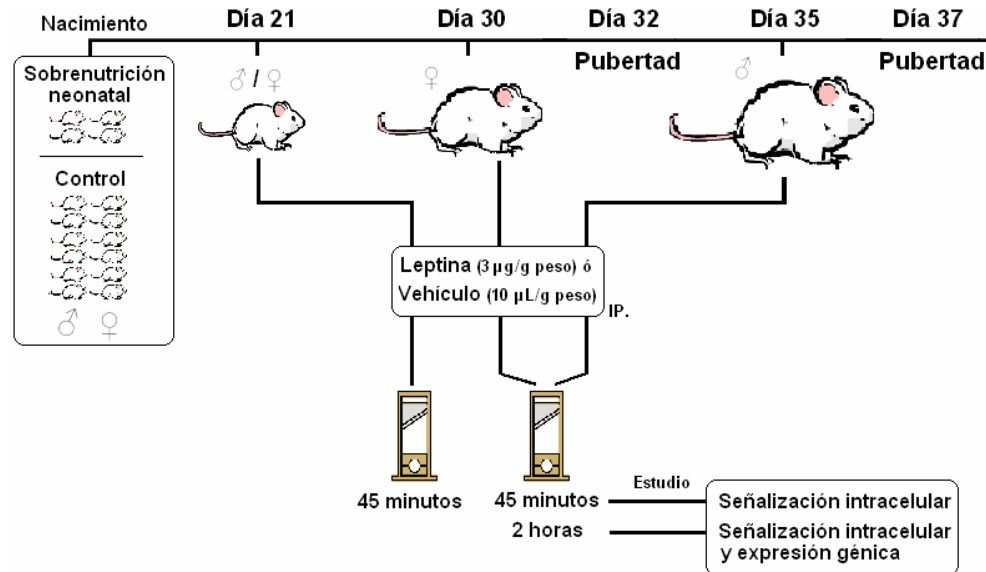 Nacimiento
Día 21
Día 30
Día 32
Día 35
Día 37
Pubertad
Pubertad
Sobrenutrición
neonatal
Control
♂ ♀
♂ / ♀
♀
♂
Leptina (3 µg/g peso) ó
Vehículo (10 µL/g peso)
IP.
45 minutos
45 minutos
2 horas
Estudio
Señalización intracelular
Señalización intracelular
y expresión génica